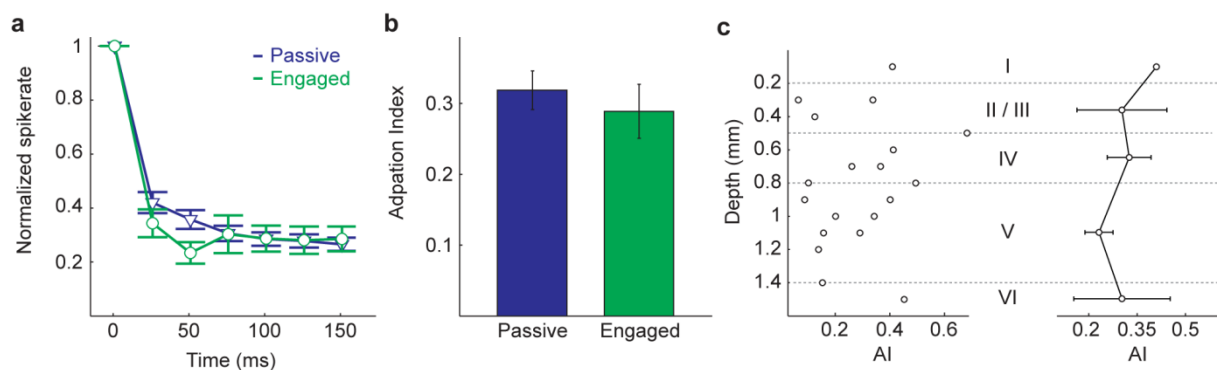 a
Normalized spikerate
1
0.8
0.6
0.4
0.2
0
50
100
150
Time (ms)
Passive
Engaged
b
Adpation Index
0.3
0.2
0.1
Passive
Engaged
c
Depth (mm)
0.2
0.4
0.6
0.8
1
1.2
1.4
0.2
0.4
0.6
AI
I
II / III
IV
V
VI
0.2
0.35
0.5
AI